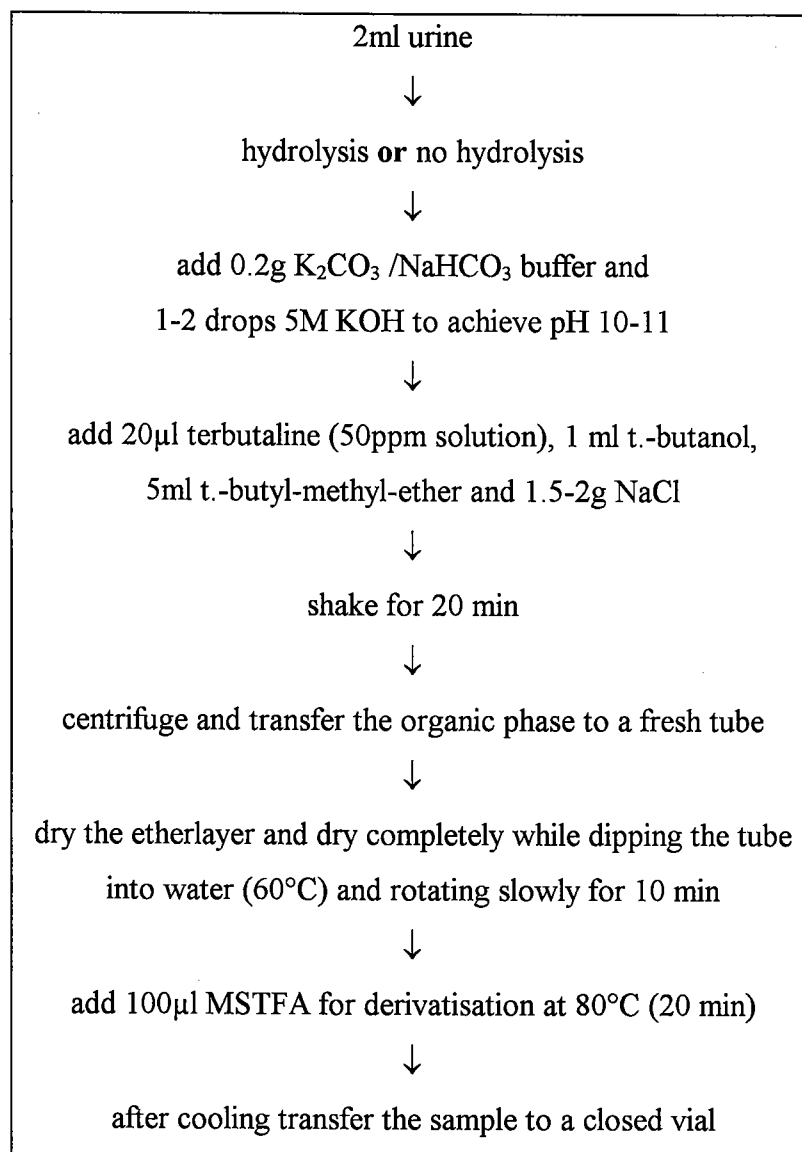 2ml urine
↓
hydrolysis or no hydrolysis
↓
add 0.2g K₂CO₃ /NaHCO₃ buffer and
1-2 drops 5M KOH to achieve pH 10-11
↓
add 20µl terbutaline (50ppm solution), 1 ml t.-butanol,
5ml t.-butyl-methyl-ether and 1.5-2g NaCl
↓
shake for 20 min
↓
centrifuge and transfer the organic phase to a fresh tube
↓
dry the etherlayer and dry completely while dipping the tube
into water (60°C) and rotating slowly for 10 min
↓
add 100µl MSTFA for derivatisation at 80°C (20 min)
↓
after cooling transfer the sample to a closed vial